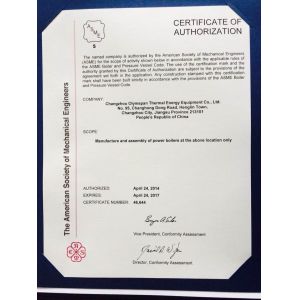 CERTIFICATE OF
AUTHORIZATION
ASME
S
The named company is authorized by the American Society of Mechanical Engineers
(ASME) for the scope of activity shown below in accordance with the applicable rules of
the ASME Boiler and Pressure Vessel Code. The use of the certification mark and the
authority granted by this Certificate of Authorization are subject to the provisions of the
agreement set forth in the application. Any construction stamped with this certification
mark shall have been built strictly in accordance with the provisions of the ASME Boiler
and Pressure Vessel Code.
COMPANY:
Changzhou Thermal Energy Equipment Co., Ltd.
No. 99, Changhong Dong Road, Henglin Town,
Changzhou City, Jiangsu Province 213101
People's Republic of China
SCOPE:
Manufacture and assembly of power boilers at the above location only
AUTHORIZED:
April 24, 2014
EXPIRES:
April 24, 2017
CERTIFICATE NUMBER:
46,644
Vice President, Conformity Assessment
Director, Conformity Assessment
The American Society of Mechanical Engineers